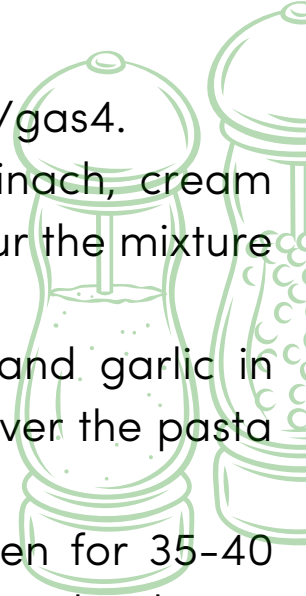 /gas4.
inach, cream
ur the mixture
and garlic in
ver the pasta
en for 35-40